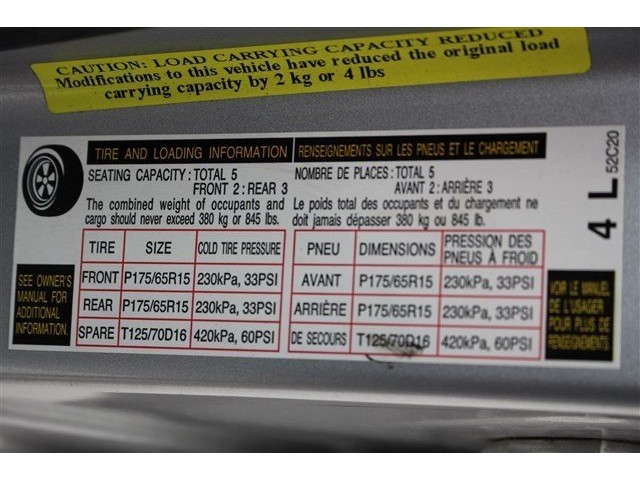 CAUTION: LOAD CARRYING CAPACITY REDUCED
Modifications to this vehicle have reduced the original load
carrying capacity by 2 kg or 4 lbs
TIRE AND LOADING INFORMATION
SEATING CAPACITY: TOTAL 5
FRONT 2: REAR 3
The combined weight of occupants and
cargo should never exceed 380 kg or 845 lbs.
TIRE SIZE COLD TIRE PRESSURE
FRONT P175/65R15 230kPa, 33PSI
REAR P175/65R15 230kPa, 33PSI
SPARE T125/70D16 420kPa, 60PSI
SEE OWNER'S
MANUAL FOR
ADDITIONAL
INFORMATION.
RENSEIGNEMENTS SUR LES PNEUS ET LE CHARGEMENT
NOMBRE DE PLACES: TOTAL 5
AVANT 2: ARRIÈRE 3
Le poids total des occupants et du chargement ne
doit jamais dépasser 380 kg ou 845 lb.
PNEU DIMENSIONS PRESSION DES
PNEUS À FROID
AVANT P175/65R15 230kPa, 33PSI
ARRIÈRE P175/65R15 230kPa, 33PSI
DE SECOURS T125/70D16 420kPa, 60PSI
VOIR LE MANUEL
DE L'USAGER
POUR PLUS DE
RENSEIGNEMENTS
4 L
52C20